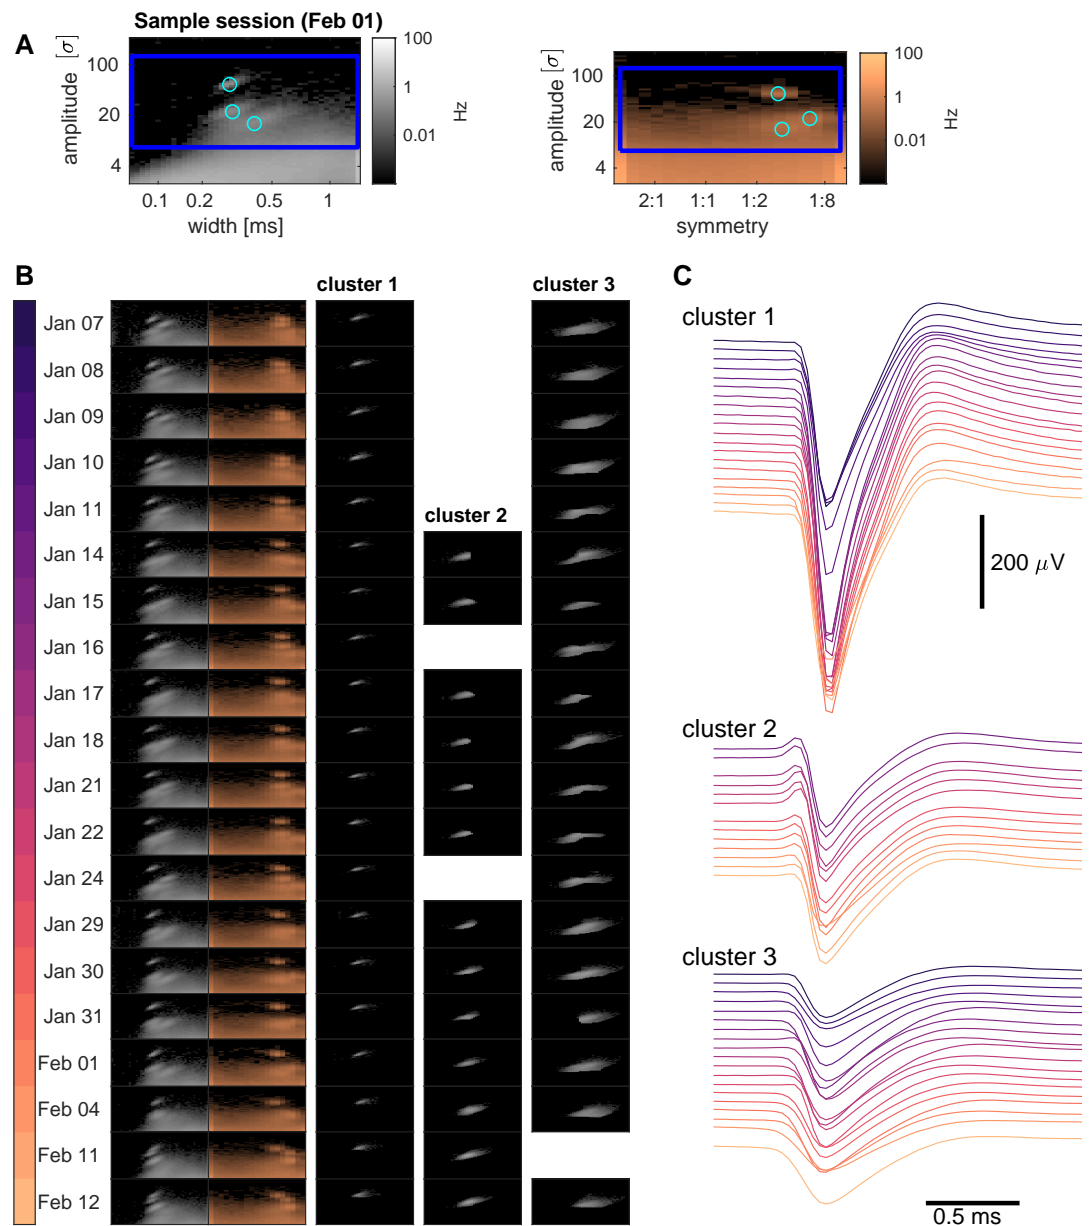 Sample session (Feb 01)
A
amplitude [σ]
100
20
4
0.1 0.2 0.5 1
width [ms]
100
1
0.01
Hz
amplitude [σ]
100
20
4
2:1 1:1 1:2 1:8
symmetry
100
1
0.01
Hz
B
cluster 1
cluster 2
cluster 3
Jan 07
Jan 08
Jan 09
Jan 10
Jan 11
Jan 14
Jan 15
Jan 16
Jan 17
Jan 18
Jan 21
Jan 22
Jan 24
Jan 29
Jan 30
Jan 31
Feb 01
Feb 04
Feb 11
Feb 12
C
cluster 1
200 μV
cluster 2
cluster 3
0.5 ms